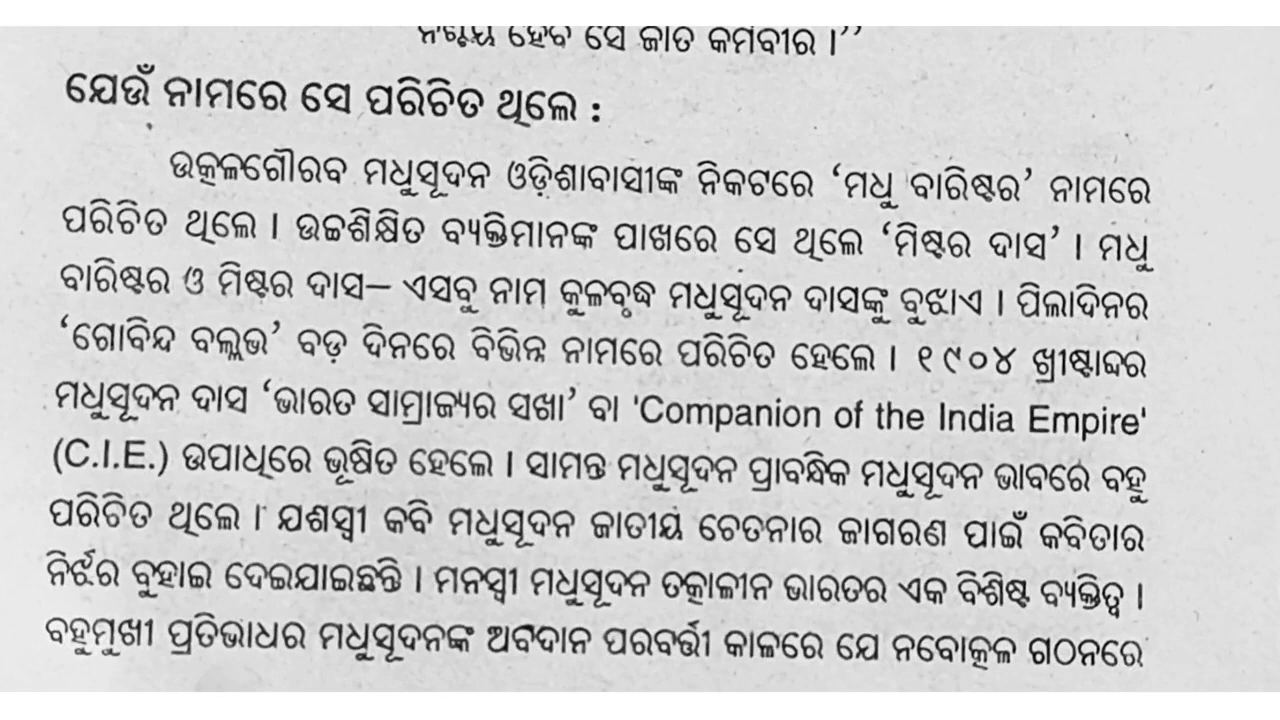 ନିଶ୍ଚୟ ହେବ ସେ ଜାତ କର୍ମବୀର ।’’
ଯେଉଁ ନାମରେ ସେ ପରିଚିତ ଥିଲେ :
ଉତ୍କଳଗୌରବ ମଧୁସୂଦନ ଓଡ଼ିଶାବାସୀଙ୍କ ନିକଟରେ ‘ମଧୁ ବାରିଷ୍ଟର’ ନାମରେ
ପରିଚିତ ଥିଲେ । ଉଚ୍ଚଶିକ୍ଷିତ ବ୍ୟକ୍ତିମାନଙ୍କ ପାଖରେ ସେ ଥିଲେ ‘ମିଷ୍ଟର ଦାସ’ । ମଧୁ
ବାରିଷ୍ଟର ଓ ମିଷ୍ଟର ଦାସ– ଏସବୁ ନାମ କୁଳବୃଦ୍ଧ ମଧୁସୂଦନ ଦାସଙ୍କୁ ବୁଝାଏ । ପିଲାଦିନର
‘ଗୋବିନ୍ଦ ବଲ୍ଲଭ’ ବଡ଼ ଦିନରେ ବିଭିନ୍ନ ନାମରେ ପରିଚିତ ହେଲେ । ୧୯୦୪ ଖ୍ରୀଷ୍ଟାବ୍ଦର
ମଧୁସୂଦନ ଦାସ ‘ଭାରତ ସାମ୍ରାଜ୍ୟର ସଖା’ ବା 'Companion of the India Empire'
(C.I.E.) ଉପାଧିରେ ଭୂଷିତ ହେଲେ । ସାମନ୍ତ ମଧୁସୂଦନ ପ୍ରାବନ୍ଧିକ ମଧୁସୂଦନ ଭାବରେ ବହୁ
ପରିଚିତ ଥିଲେ । ଯଶସ୍ୱୀ କବି ମଧୁସୂଦନ ଜାତୀୟ ଚେତନାର ଜାଗରଣ ପାଇଁ କବିତାର
ନିର୍ଝର ବୁହାଇ ଦେଇଯାଇଛନ୍ତି । ମନସ୍ୱୀ ମଧୁସୂଦନ ତତ୍କାଳୀନ ଭାରତର ଏକ ବିଶିଷ୍ଟ ବ୍ୟକ୍ତିତ୍ୱ ।
ବହୁମୁଖୀ ପ୍ରତିଭାଧର ମଧୁସୂଦନଙ୍କ ଅବଦାନ ପରବର୍ତ୍ତୀ କାଳରେ ଯେ ନବୋତ୍କଳ ଗଠନରେ